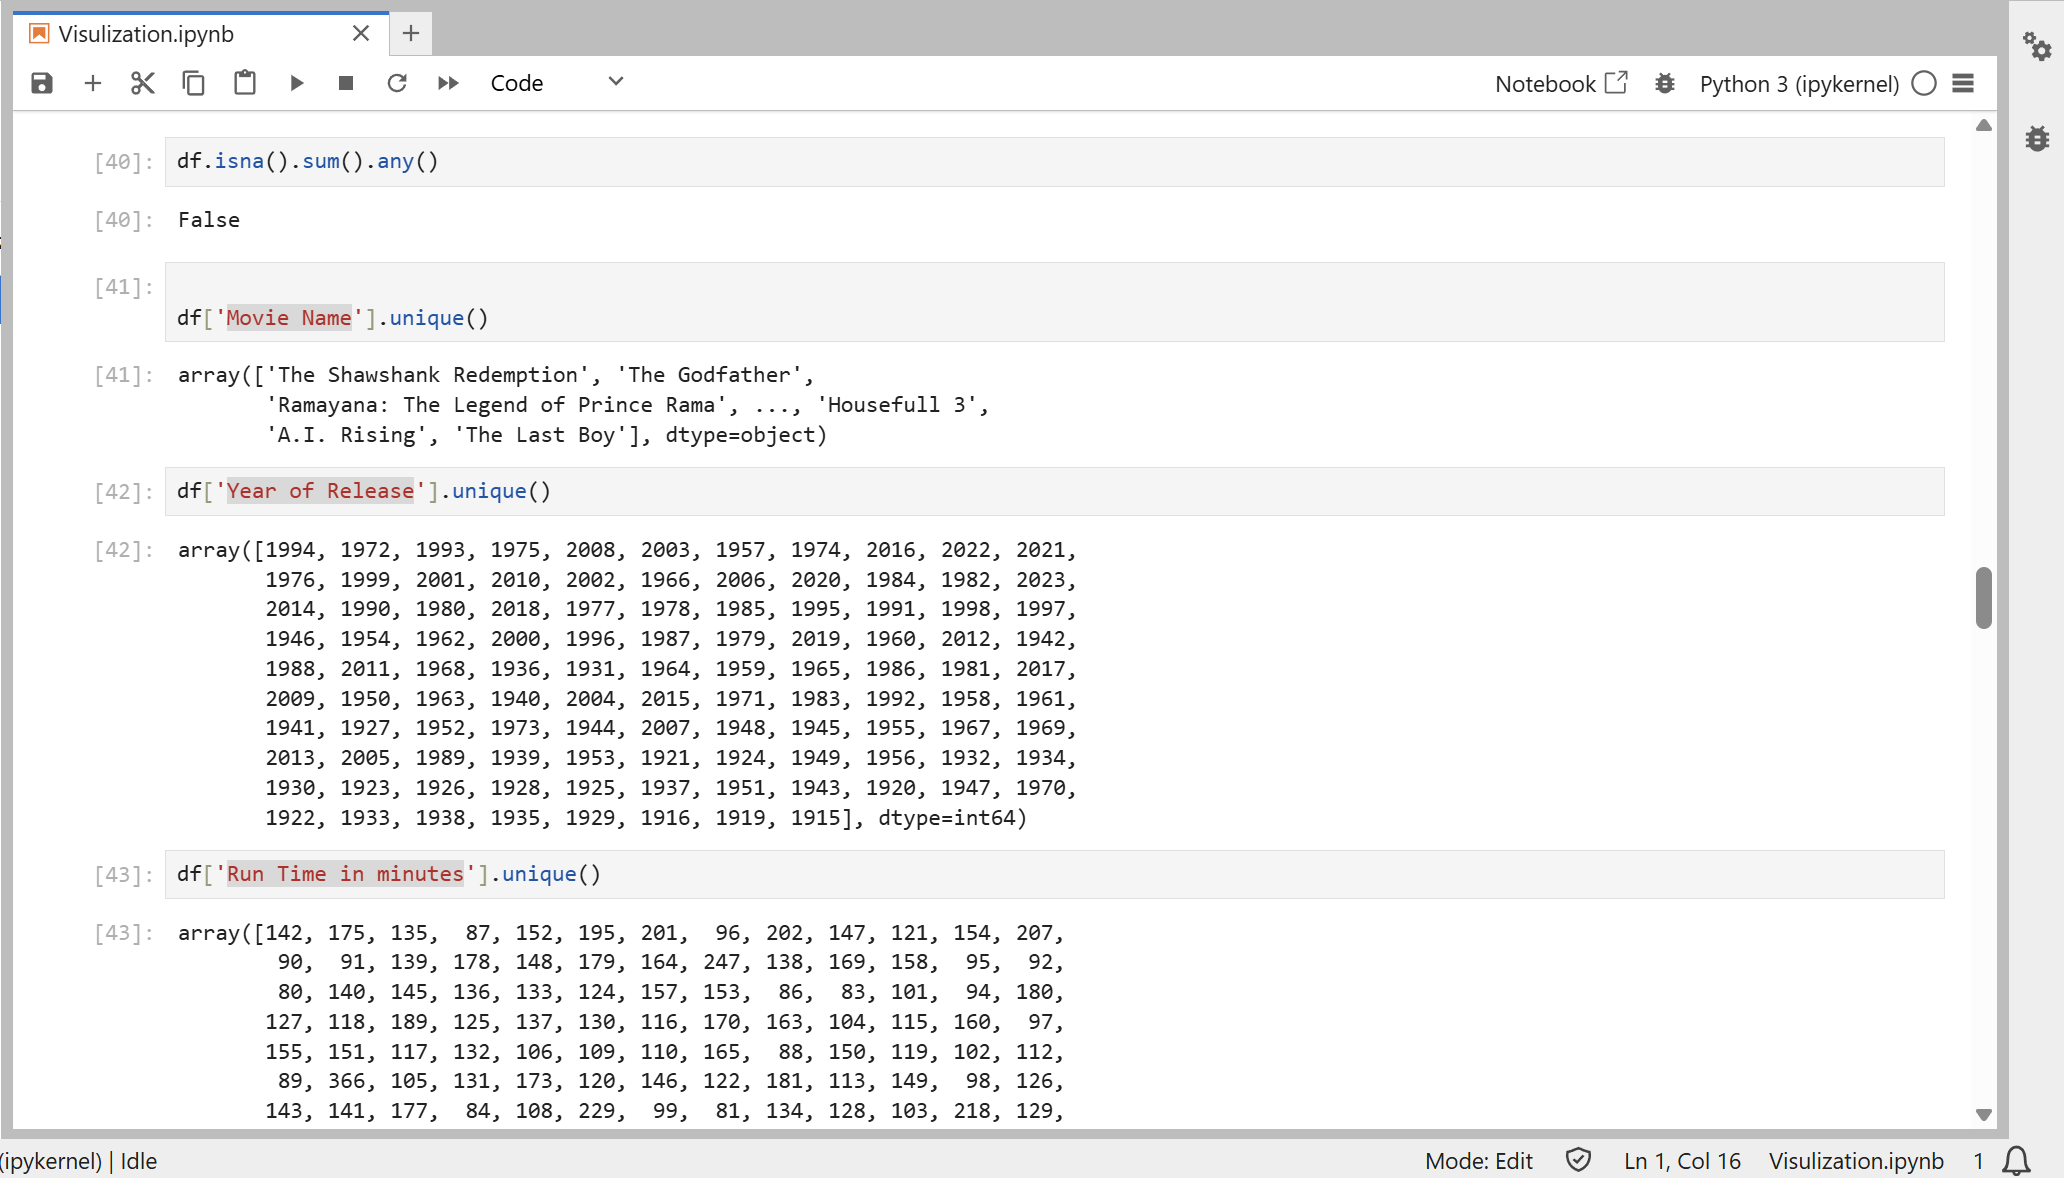 Visulization.ipynb
Code
Notebook
Python 3 (ipykernel)
[40]: df.isna().sum().any()
[40]: False
[41]:
df['Movie Name'].unique()
[41]: array(['The Shawshank Redemption', 'The Godfather',
'Ramayana: The Legend of Prince Rama', ..., 'Housefull 3',
'A.I. Rising', 'The Last Boy'], dtype=object)
[42]: df['Year of Release'].unique()
[42]: array([1994, 1972, 1993, 1975, 2008, 2003, 1957, 1974, 2016, 2022, 2021,
1976, 1999, 2001, 2010, 2002, 1966, 2006, 2020, 1984, 1982, 2023,
2014, 1990, 1980, 2018, 1977, 1978, 1985, 1995, 1991, 1998, 1997,
1946, 1954, 1962, 2000, 1996, 1987, 1979, 2019, 1960, 2012, 1942,
1988, 2011, 1968, 1936, 1931, 1964, 1959, 1965, 1986, 1981, 2017,
2009, 1950, 1963, 1940, 2004, 2015, 1971, 1983, 1992, 1958, 1961,
1941, 1927, 1952, 1973, 1944, 2007, 1948, 1945, 1955, 1967, 1969,
2013, 2005, 1989, 1939, 1953, 1921, 1924, 1949, 1956, 1932, 1934,
1930, 1923, 1926, 1928, 1925, 1937, 1951, 1943, 1920, 1947, 1970,
1922, 1933, 1938, 1935, 1929, 1916, 1919, 1915], dtype=int64)
[43]: df['Run Time in minutes'].unique()
[43]: array([142, 175, 135, 87, 152, 195, 201, 96, 202, 147, 121, 154, 207,
90, 91, 139, 178, 148, 179, 164, 247, 138, 169, 158, 95, 92,
80, 140, 145, 136, 133, 124, 157, 153, 86, 83, 101, 94, 180,
127, 118, 189, 125, 137, 130, 116, 170, 163, 104, 115, 160, 97,
155, 151, 117, 132, 106, 109, 110, 165, 88, 150, 119, 102, 112,
89, 366, 105, 131, 173, 120, 146, 122, 181, 113, 149, 98, 126,
143, 141, 177, 84, 108, 229, 99, 81, 134, 128, 103, 218, 129,
(ipykernel) | Idle
Mode: Edit
Ln 1, Col 16
Visulization.ipynb
1